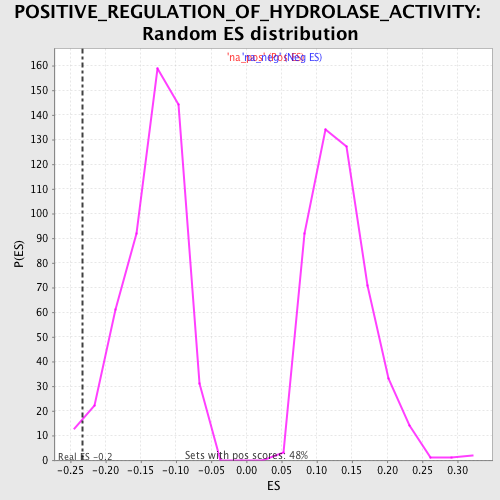 POSITIVE_REGULATION_OF_HYDROLASE_ACTIVITY:
Random ES distribution
P(ES)
160
150
140
130
120
110
100
90
80
70
60
50
40
30
20
10
0
Real ES -0.2
Sets with pos scores: 48%
-0.25 -0.20 -0.15 -0.10 -0.05 0.00 0.05 0.10 0.15 0.20 0.25 0.30
ES